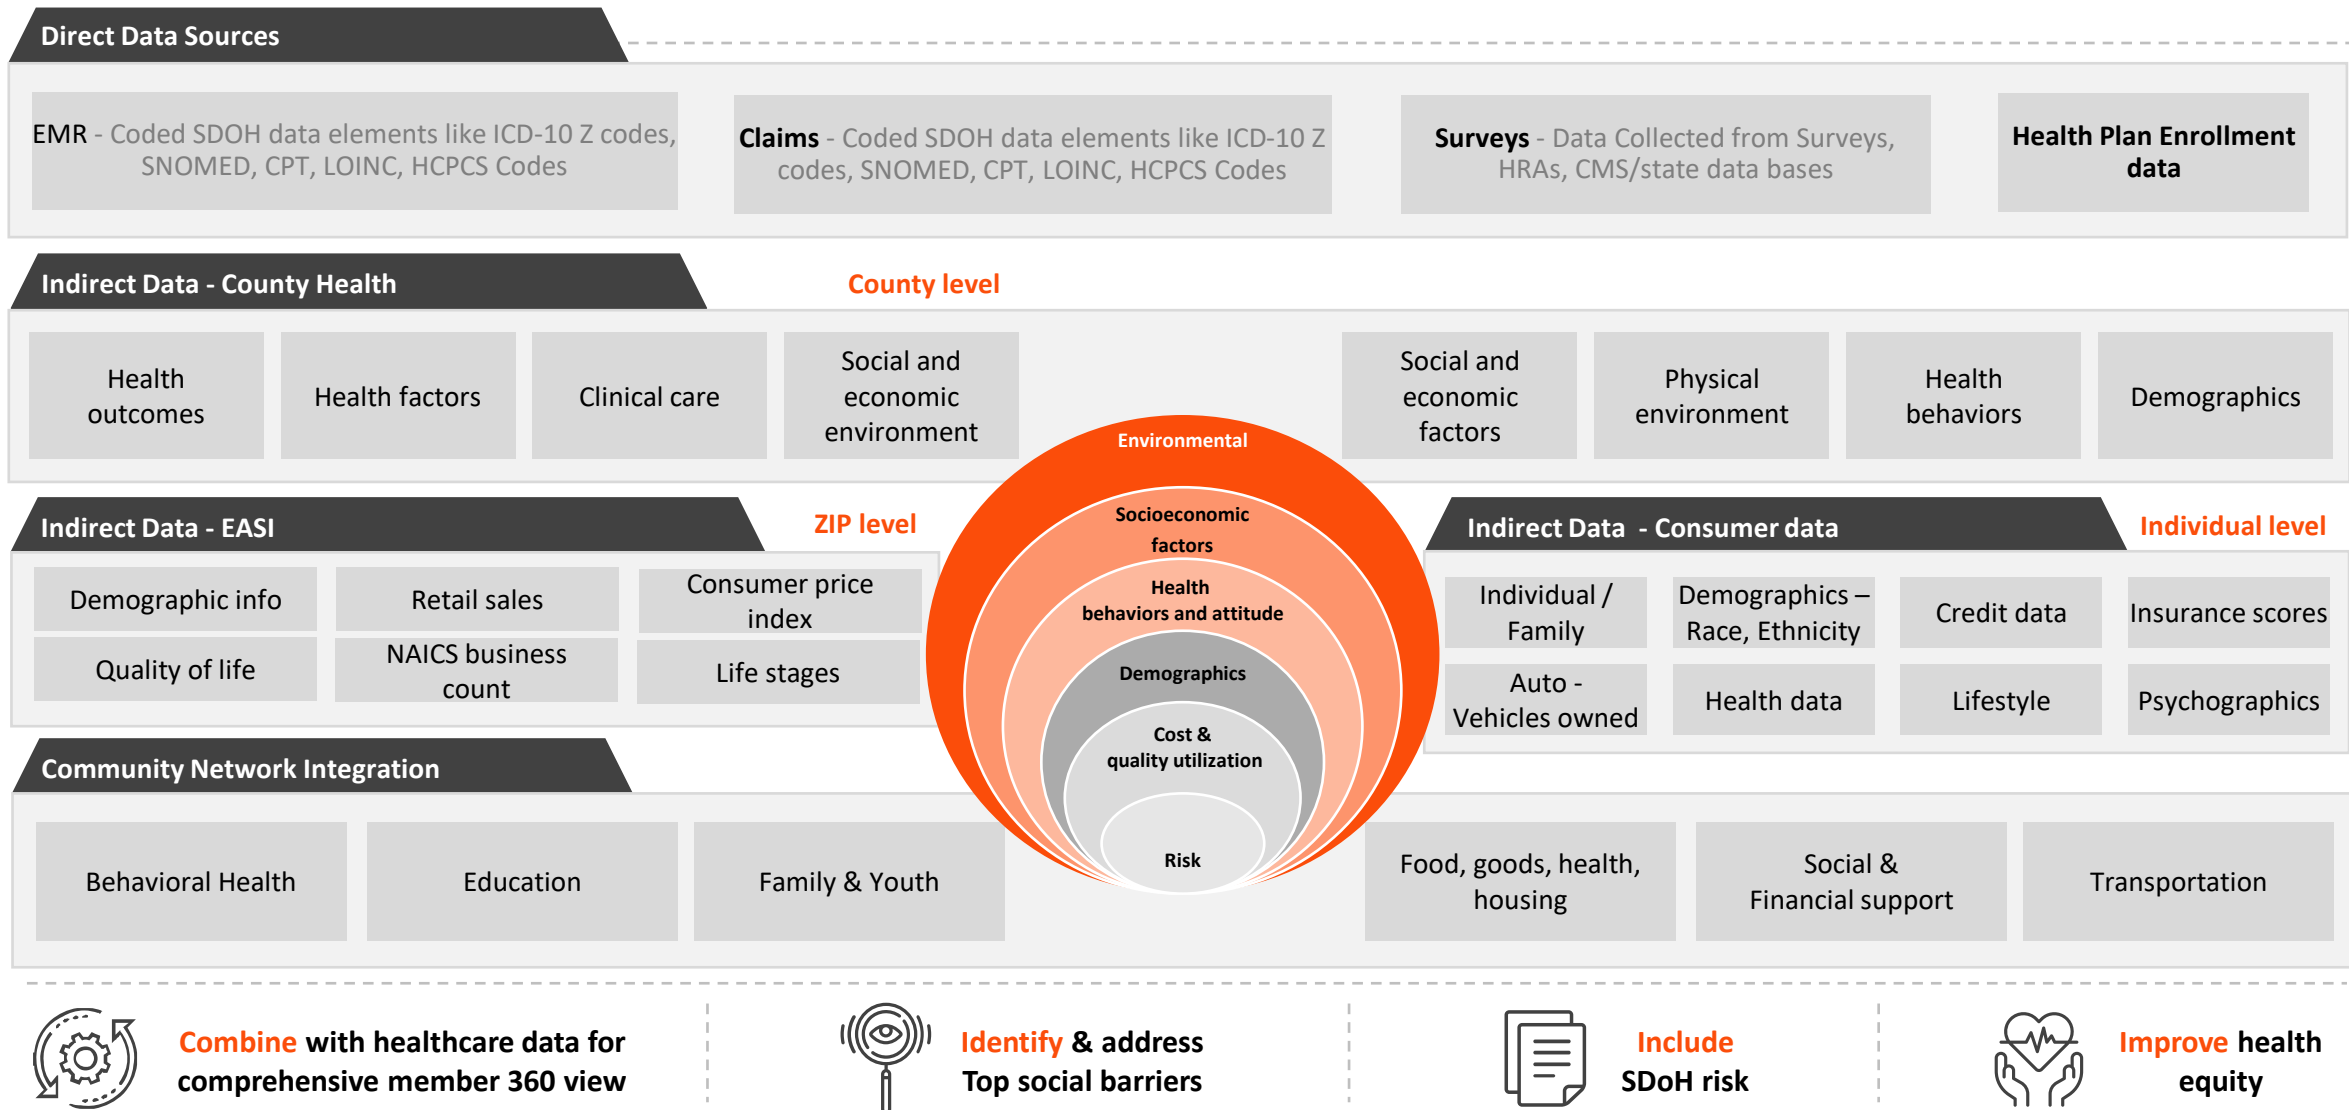 Direct Data Sources
EMR - Coded SDOH data elements like ICD-10 Z codes,
SNOMED, CPT, LOINC, HCPCS Codes
Claims - Coded SDOH data elements like ICD-10 Z
codes, SNOMED, CPT, LOINC, HCPCS Codes
Surveys - Data Collected from Surveys,
HRAs, CMS/state data bases
Health Plan Enrollment
data
Indirect Data - County Health
County level
Health
outcomes
Health factors
Clinical care
Social and
economic
environment
Social and
economic
factors
Physical
environment
Health
behaviors
Demographics
Environmental
Socioeconomic
factors
Health
behaviors and attitude
Demographics
Cost &
quality utilization
Risk
Indirect Data - EASI
ZIP level
Demographic info
Retail sales
Consumer price
index
Quality of life
NAICS business
count
Life stages
Indirect Data - Consumer data
Individual level
Individual /
Family
Demographics –
Race, Ethnicity
Credit data
Insurance scores
Auto -
Vehicles owned
Health data
Lifestyle
Psychographics
Community Network Integration
Behavioral Health
Education
Family & Youth
Food, goods, health,
housing
Social &
Financial support
Transportation
Combine with healthcare data for
comprehensive member 360 view
Identify & address
Top social barriers
Include
SDoH risk
Improve health
equity